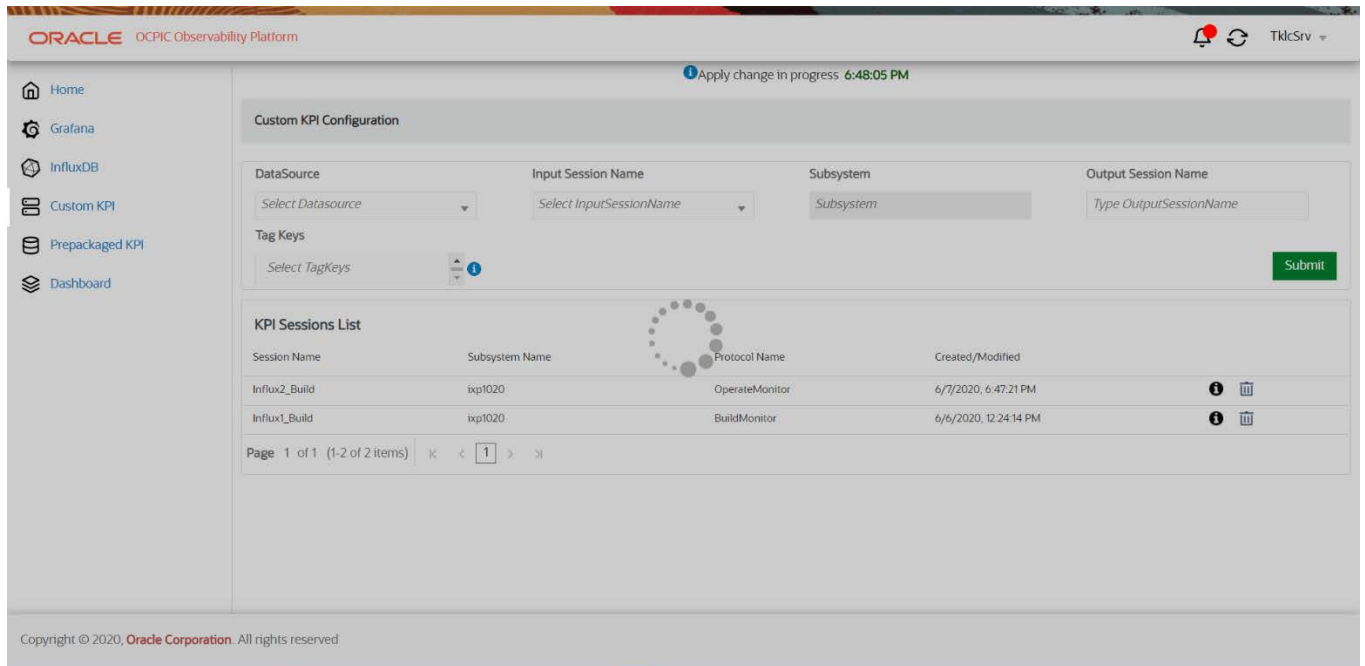 ORACLE OCPIC Observability Platform
TklcSrv
Apply change in progress 6:48:05 PM
Home
Grafana
InfluxDB
Custom KPI
Prepackaged KPI
Dashboard
Custom KPI Configuration
DataSource Input Session Name Subsystem Output Session Name
Select Datasource Select InputSessionName Subsystem Type OutputSessionName
Tag Keys
Select TagKeys
Submit
KPI Sessions List
Session Name Subsystem Name Protocol Name Created/Modified
Influx2_Build ixp1020 OperateMonitor 6/7/2020, 6:47:21 PM
Influx1_Build ixp1020 BuildMonitor 6/6/2020, 12:24:14 PM
Page 1 of 1 (1-2 of 2 items) 1
Copyright © 2020, Oracle Corporation. All rights reserved